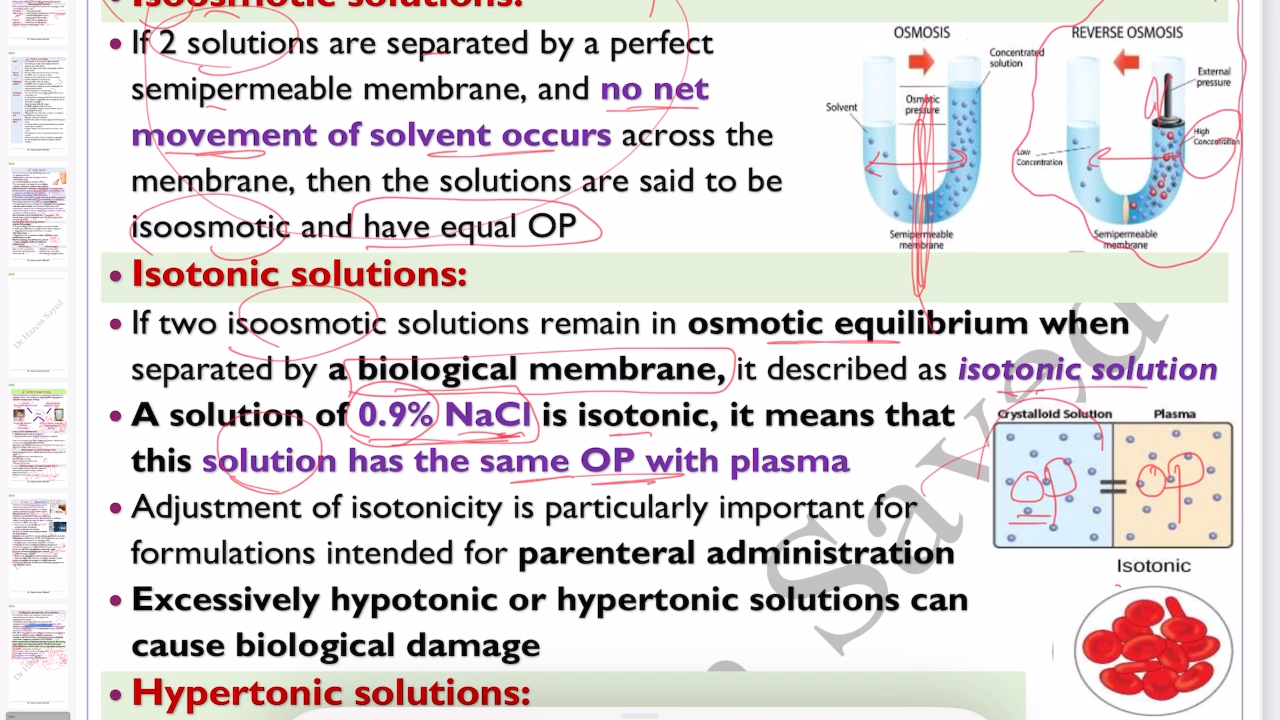 Isoosmotic solutions:
• If 2 solutions are separated by a perfect
semipermeable membrane, and no net
movement of solvent occurs across the
membrane, then the solutions are said to be
isoosmotic and have equal OP
OSMOSIS
Concentrated
solution
Osmotic
pressure
Solvent
Semipermeable
membrane
REVERSE OSMOSIS
External
pressure
High
Concentration
Low
Concentration
Semipermeable
membrane
• Isotonic solutions:
• If two isoosmotic solutions remain in osmotic equilibrium when
separated by a biological membrane, it described as isotonic solution
• A solution of 0.9% NaCl is isotonic, it means that
this solution has the same OP with plasma
Crystalloid Solution
Plasma
OP = OP
Isotonic
• Adjustment of isotonicity is particularly important for
formulations intended for parenteral administration
• Excessively hypotonic or hypertonic solutions can
cause biological damage
• Hypertonic solutions:
Sayed